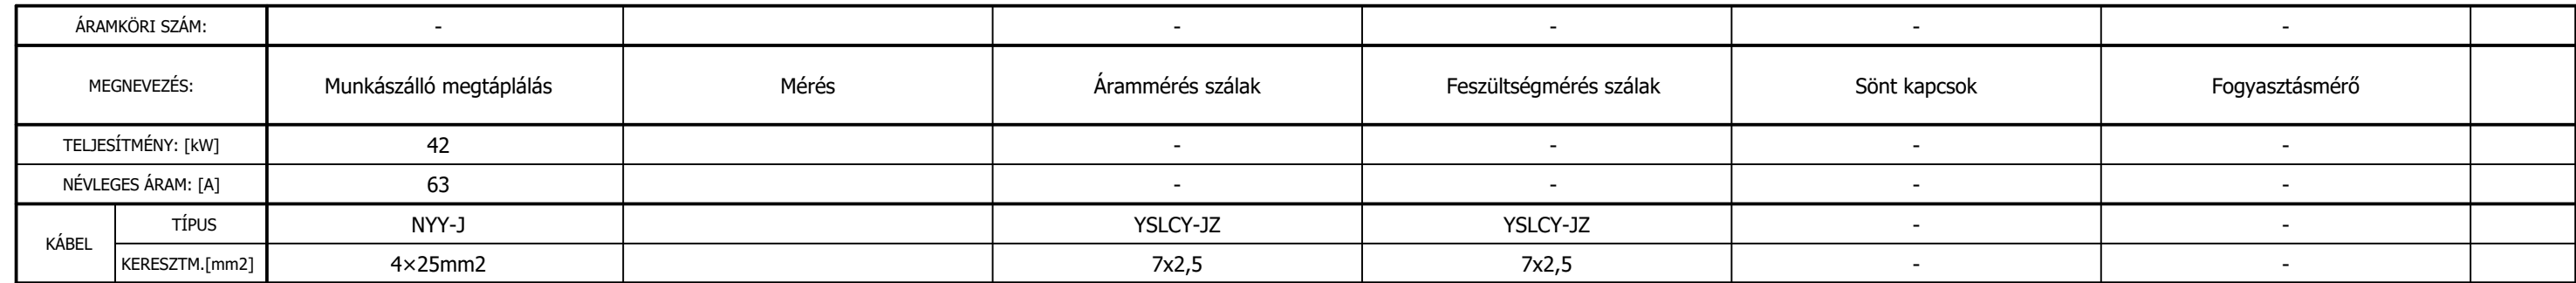 ÁRAMKÖRI SZÁM: - - - - -
MEGNEVEZÉS: Munkászálló megtáplálás Mérés Árammérés szálak Feszültségmérés szálak Sönt kapcsok Fogyasztásmérő
TELJESÍTMÉNY: [kW] 42 - - - -
NÉVLEGES ÁRAM: [A] 63 - - - -
KÁBEL TÍPUS NYY-J YSLCY-JZ YSLCY-JZ - -
KERESZTM.[mm2] 4×25mm2 7x2,5 7x2,5 - -